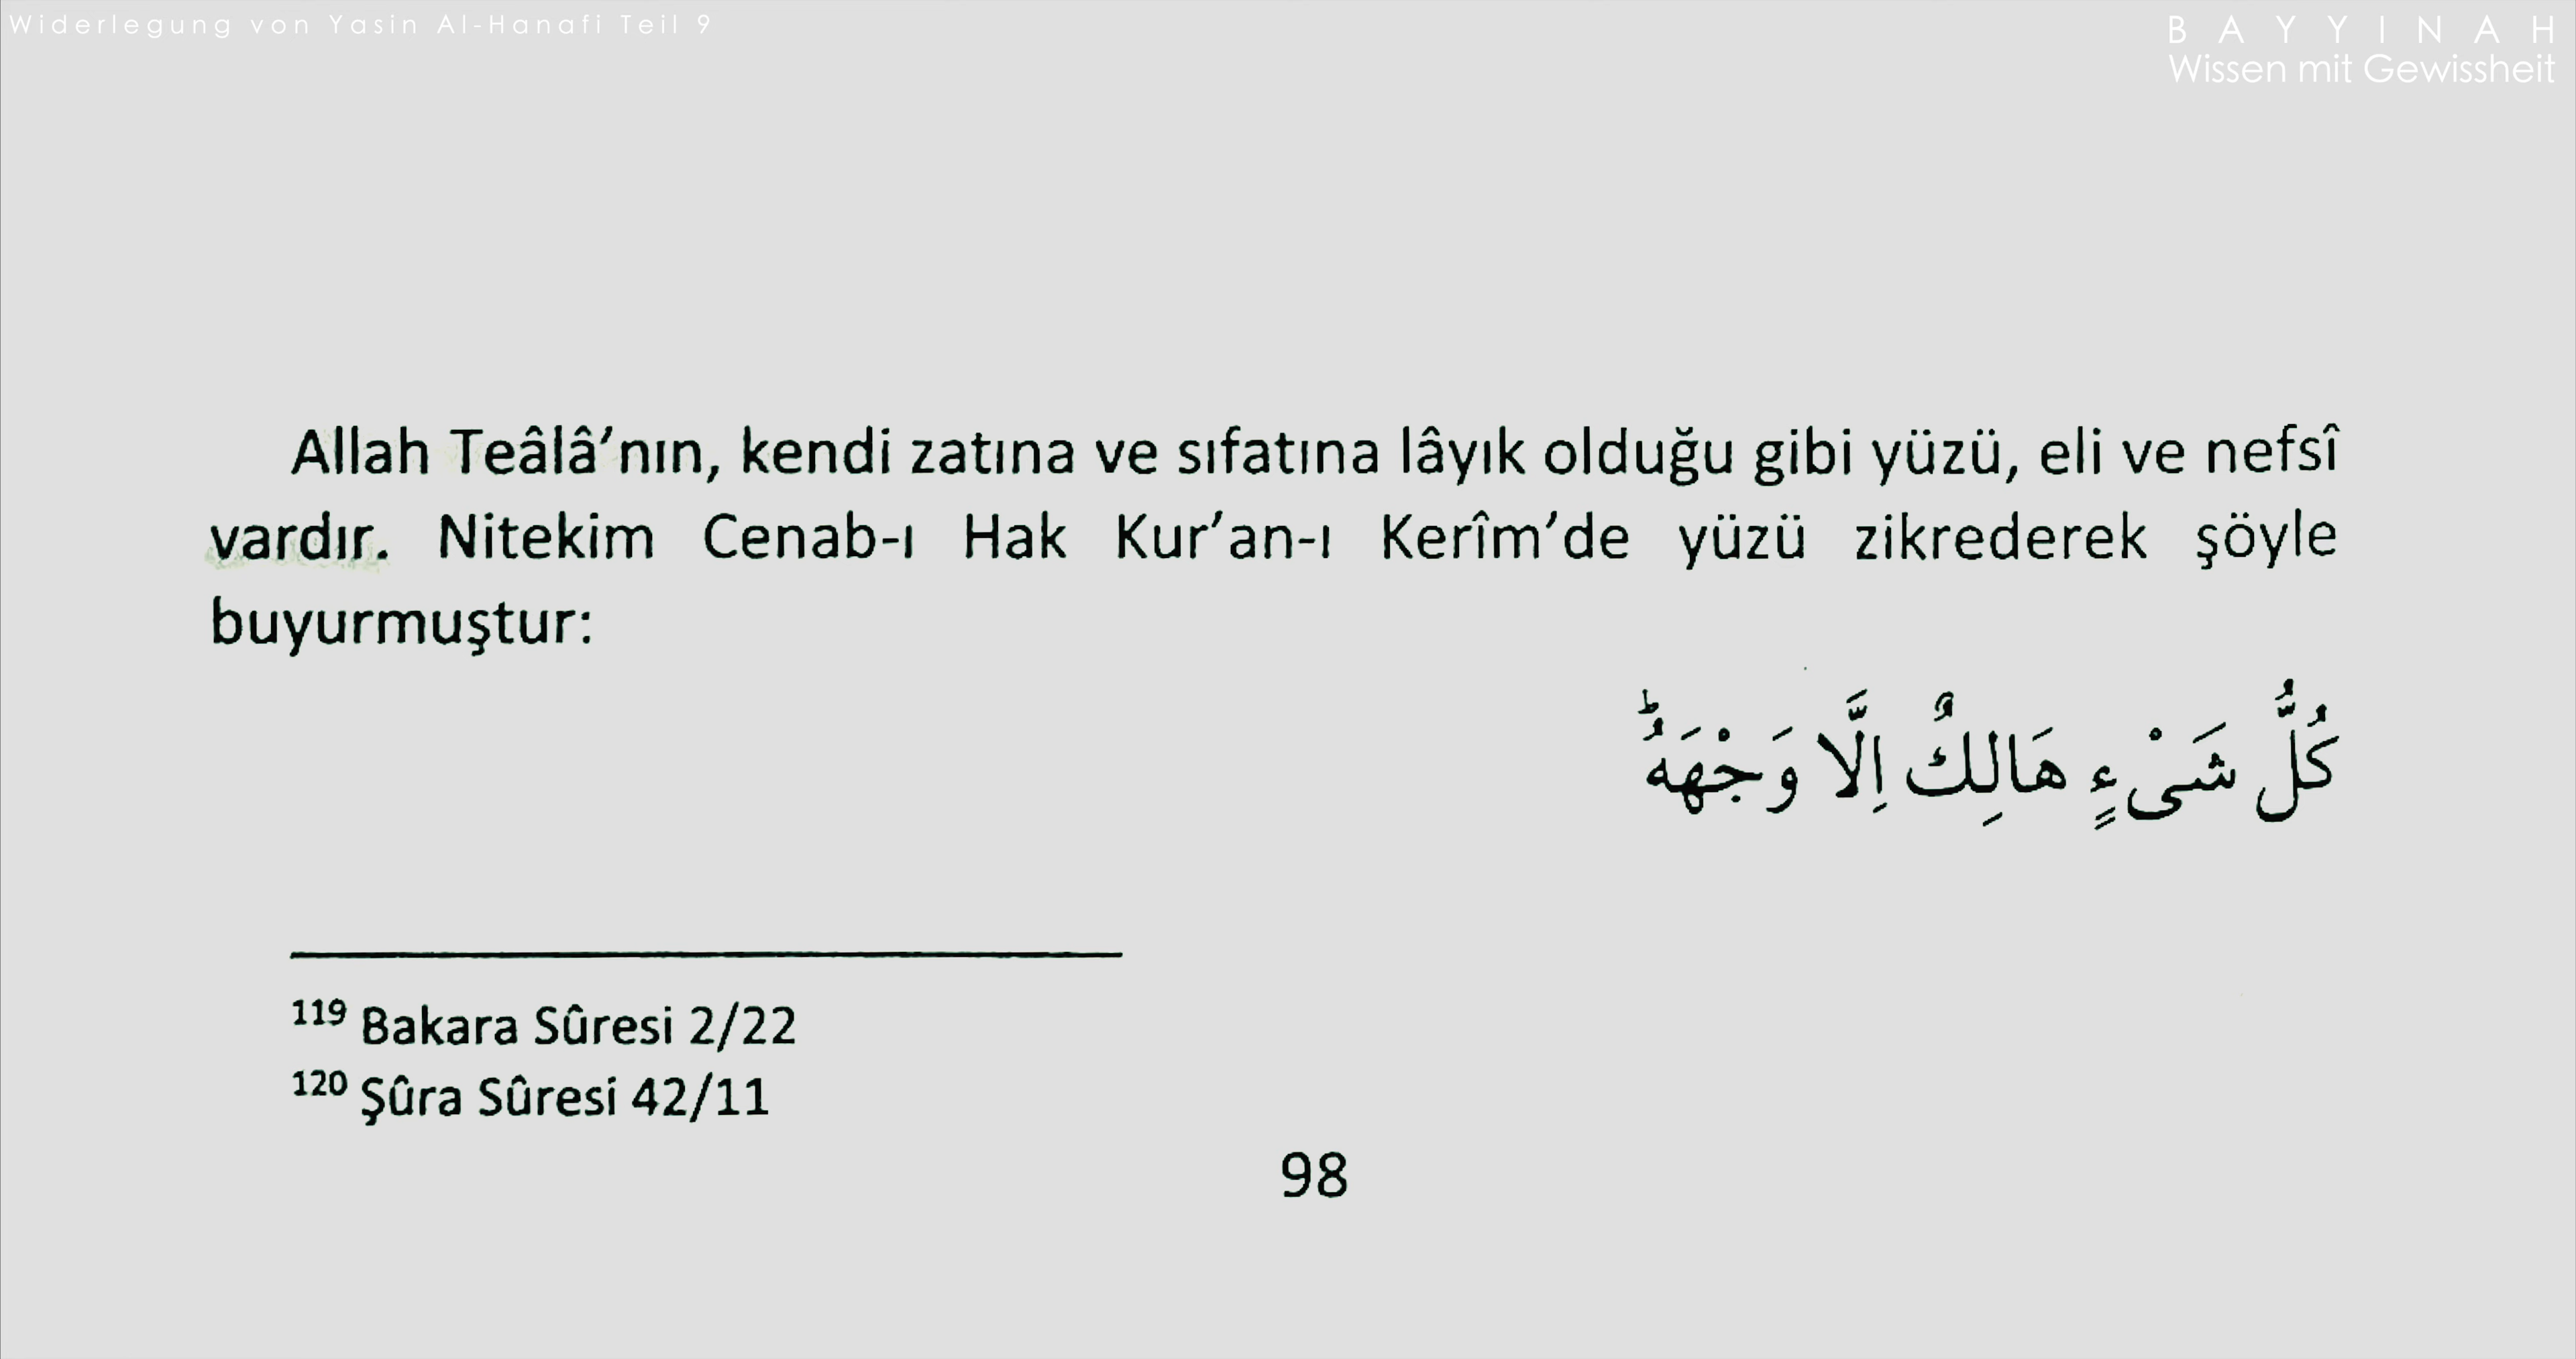 Widerlegung von Yasin Al-Hanafi Teil 9
BAYYINAH
Wissen mit Gewissheit
Allah Teâlâ’nın, kendi zatına ve sıfatına lâyık olduğu gibi yüzü, eli ve nefsî
vardır. Nitekim Cenab-ı Hak Kur’an-ı Kerîm’de yüzü zikrederek şöyle
buyurmuştur:
كُلُّ شَىْءٍ هَالِكٌ اِلَّا وَجْهَهُۜ
119 Bakara Sûresi 2/22
120 Şûra Sûresi 42/11
98